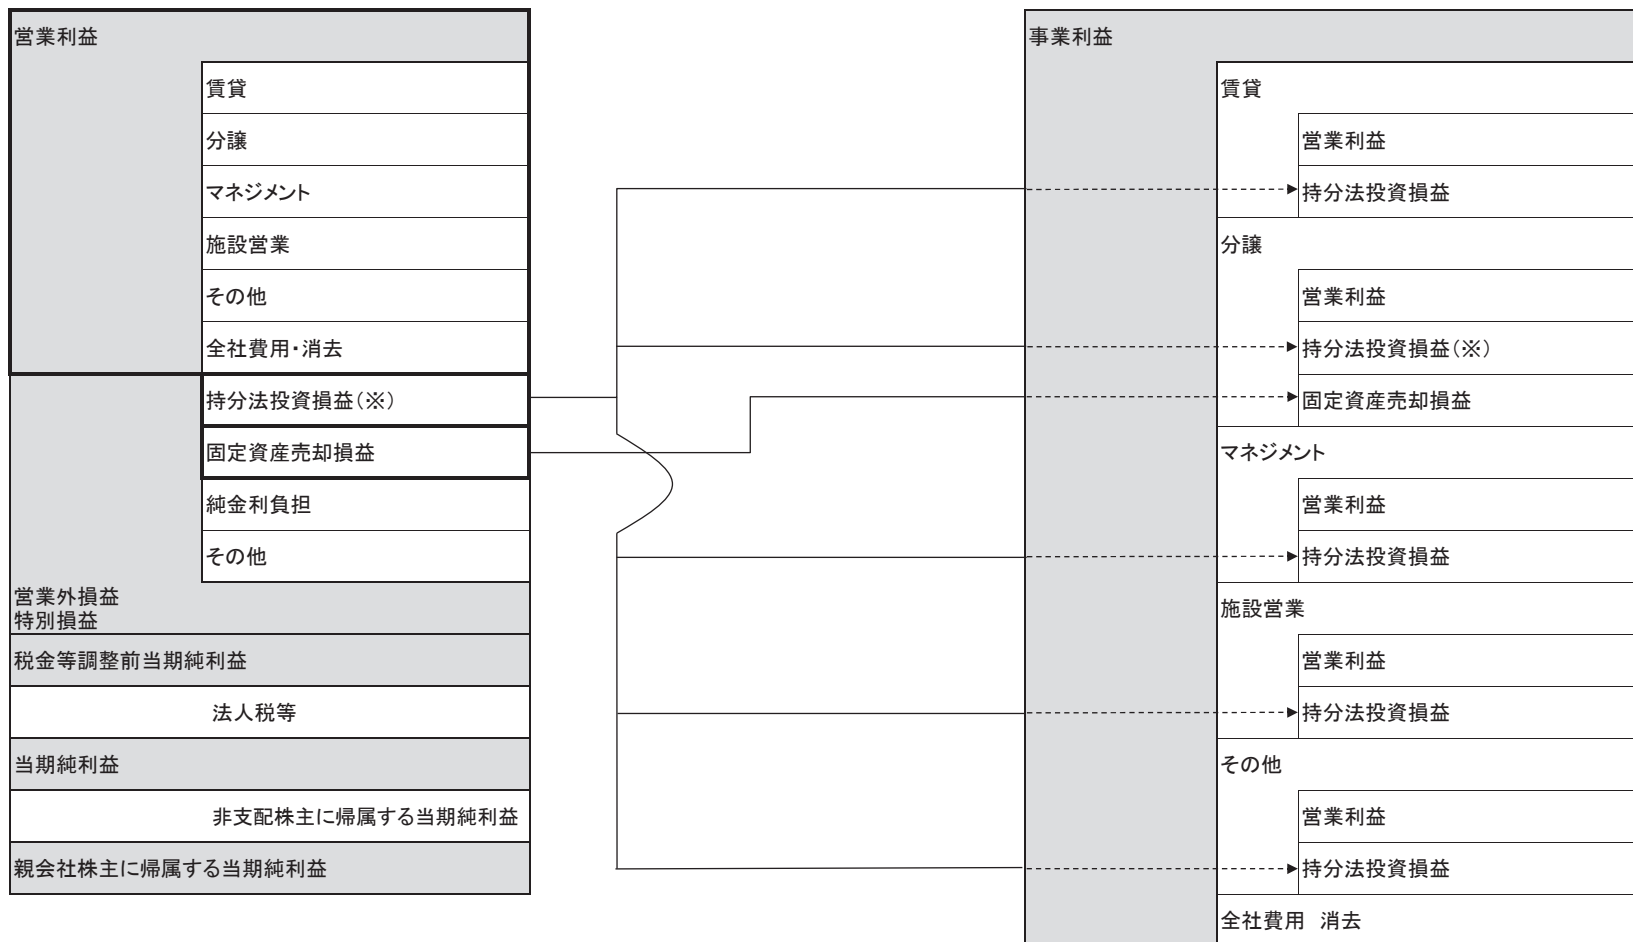 営業利益
賃貸
分譲
マネジメント
施設営業
その他
全社費用・消去
持分法投資損益(※)
固定資産売却損益
純金利負担
その他
営業外損益
特別損益
税金等調整前当期純利益
法人税等
当期純利益
非支配株主に帰属する当期純利益
親会社株主に帰属する当期純利益
事業利益
賃貸
営業利益
持分法投資損益
分譲
営業利益
持分法投資損益(※)
固定資産売却損益
マネジメント
営業利益
持分法投資損益
施設営業
営業利益
持分法投資損益
その他
営業利益
持分法投資損益
全社費用 消去